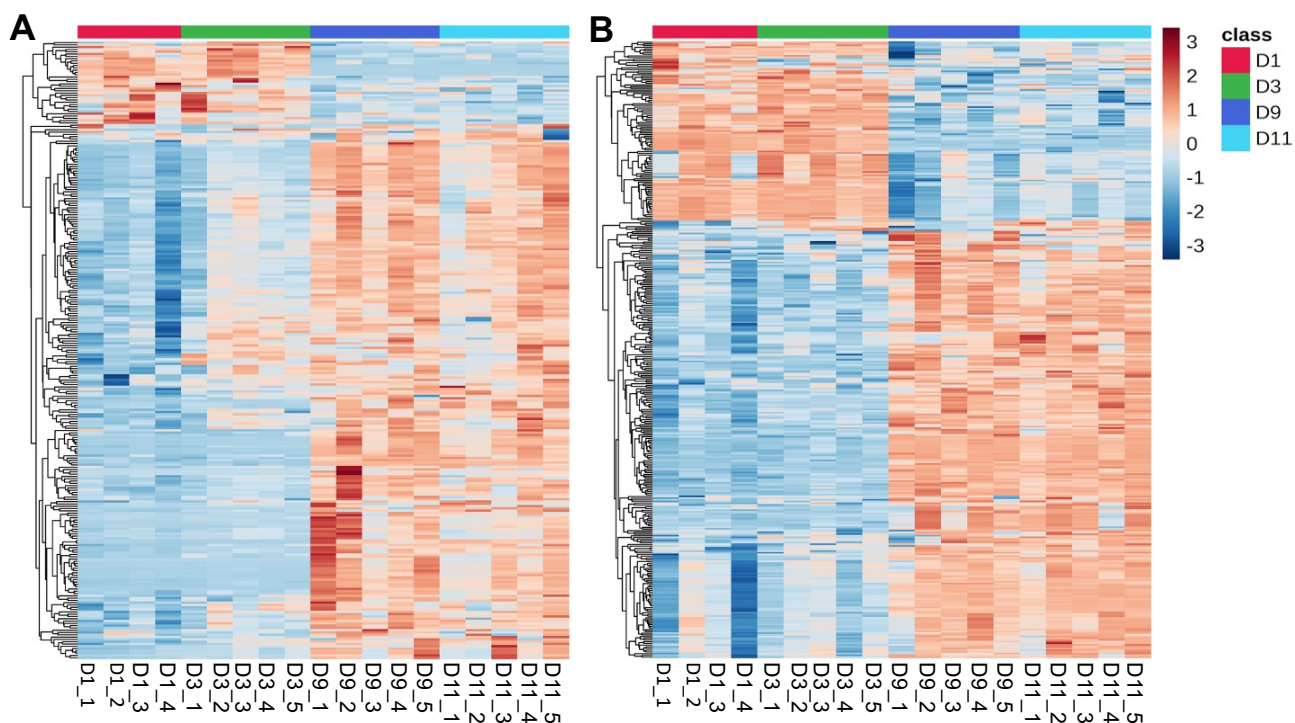 A
B
3
2
1
0
-1
-2
-3
class
D1
D3
D9
D11
D1_1
D1_2
D1_3
D1_4
D3_1
D3_2
D3_3
D3_4
D3_5
D9_1
D9_2
D9_3
D9_4
D9_5
D11_1
D11_2
D11_3
D11_4
D11_5
D1_1
D1_2
D1_3
D1_4
D3_1
D3_2
D3_3
D3_4
D3_5
D9_1
D9_2
D9_3
D9_4
D9_5
D11_1
D11_2
D11_3
D11_4
D11_5